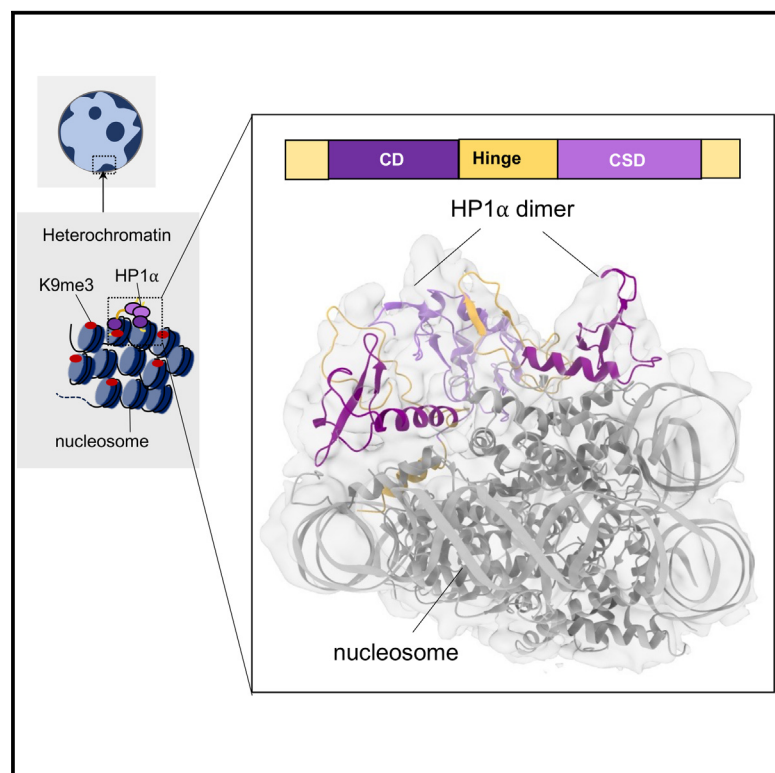 Heterochromatin
K9me3
HP1α
nucleosome
CD
Hinge
CSD
HP1α dimer
nucleosome